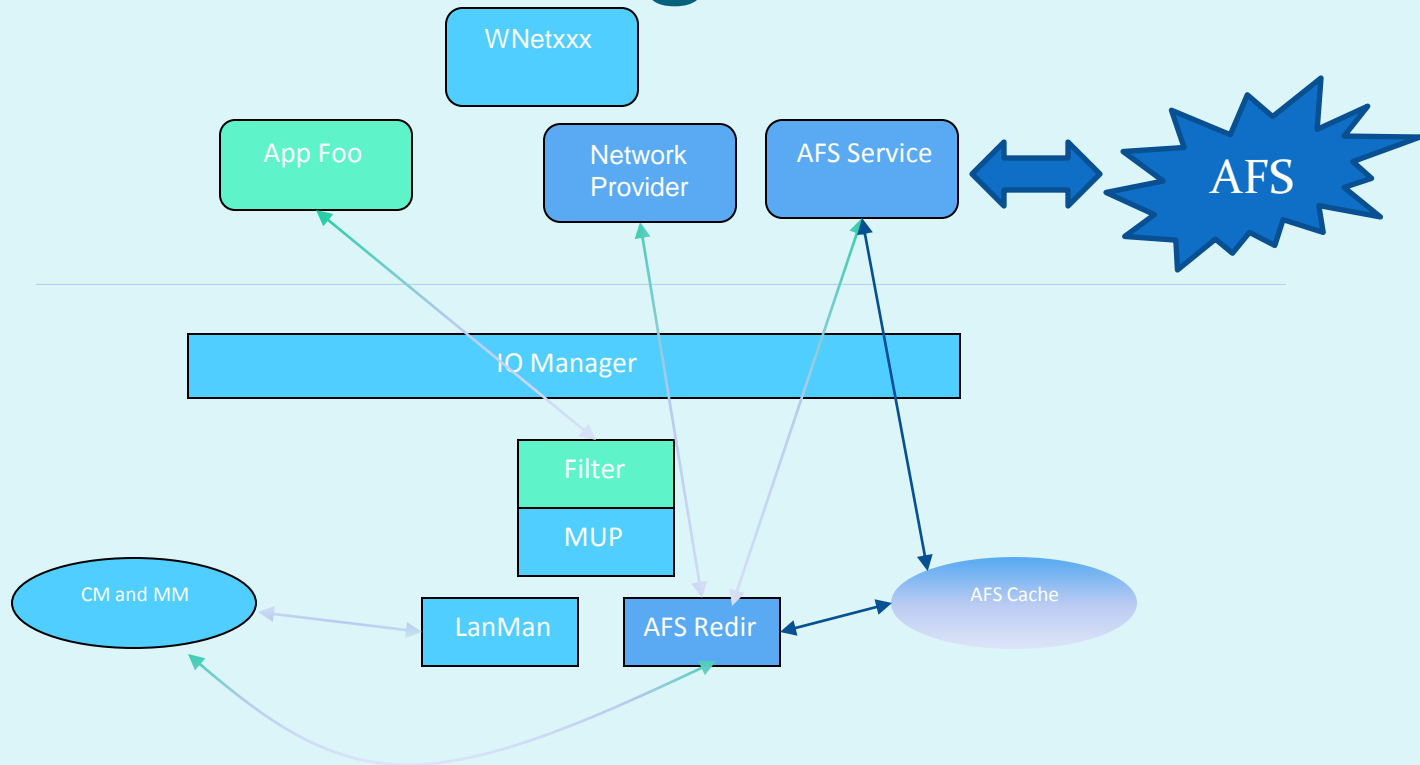 WNetxxx
App Foo
Network
Provider
AFS Service
AFS
IO Manager
Filter
MUP
CM and MM
LanMan
AFS Redir
AFS Cache